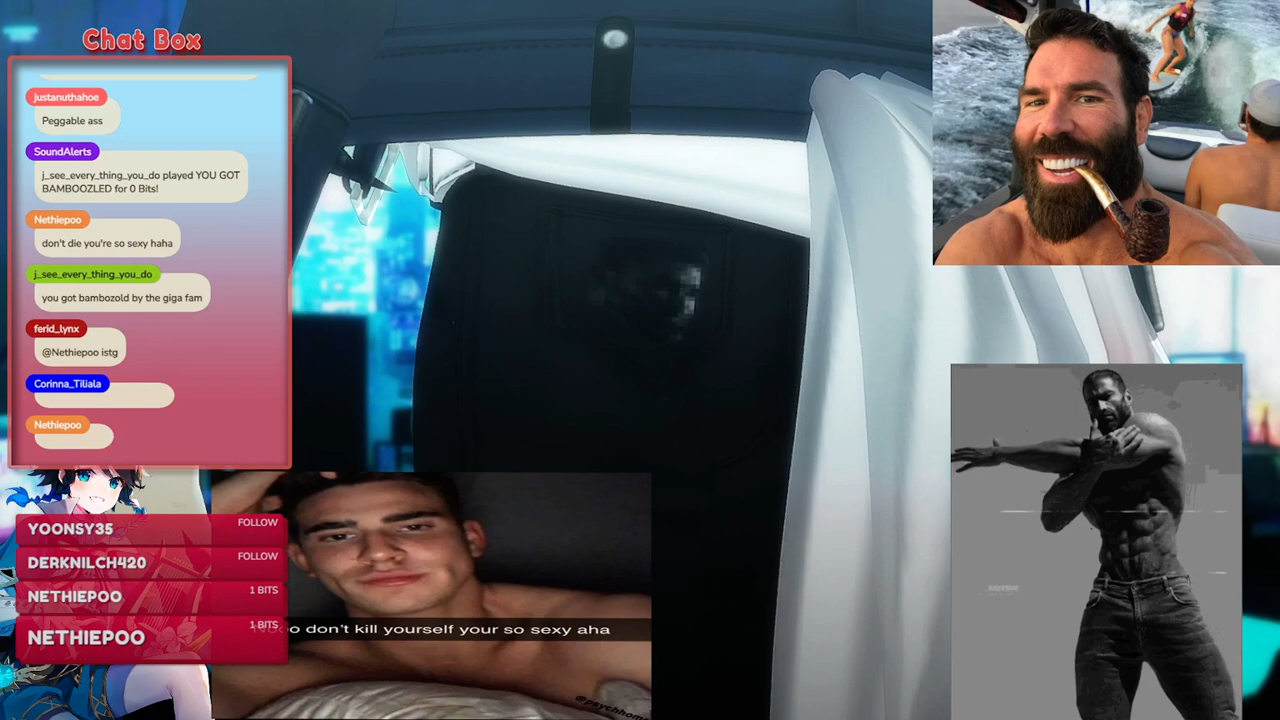 Chat Box
justanuthahoe
Peggable ass
SoundAlerts
j_see_every_thing_you_do played YOU GOT
BAMBOOZLED for 0 Bits!
Nethiepoo
don't die you're so sexy haha
j_see_every_thing_you_do
you got bambozold by the giga fam
ferid_lynx
@Nethiepoo istg
Corinna_Tiliala
Nethiepoo
YOONSY35
FOLLOW
DERKNILCH420
FOLLOW
NETHIEPOO
1 BITS
NETHIEPOO
1 BITS
don't kill yourself your so sexy aha